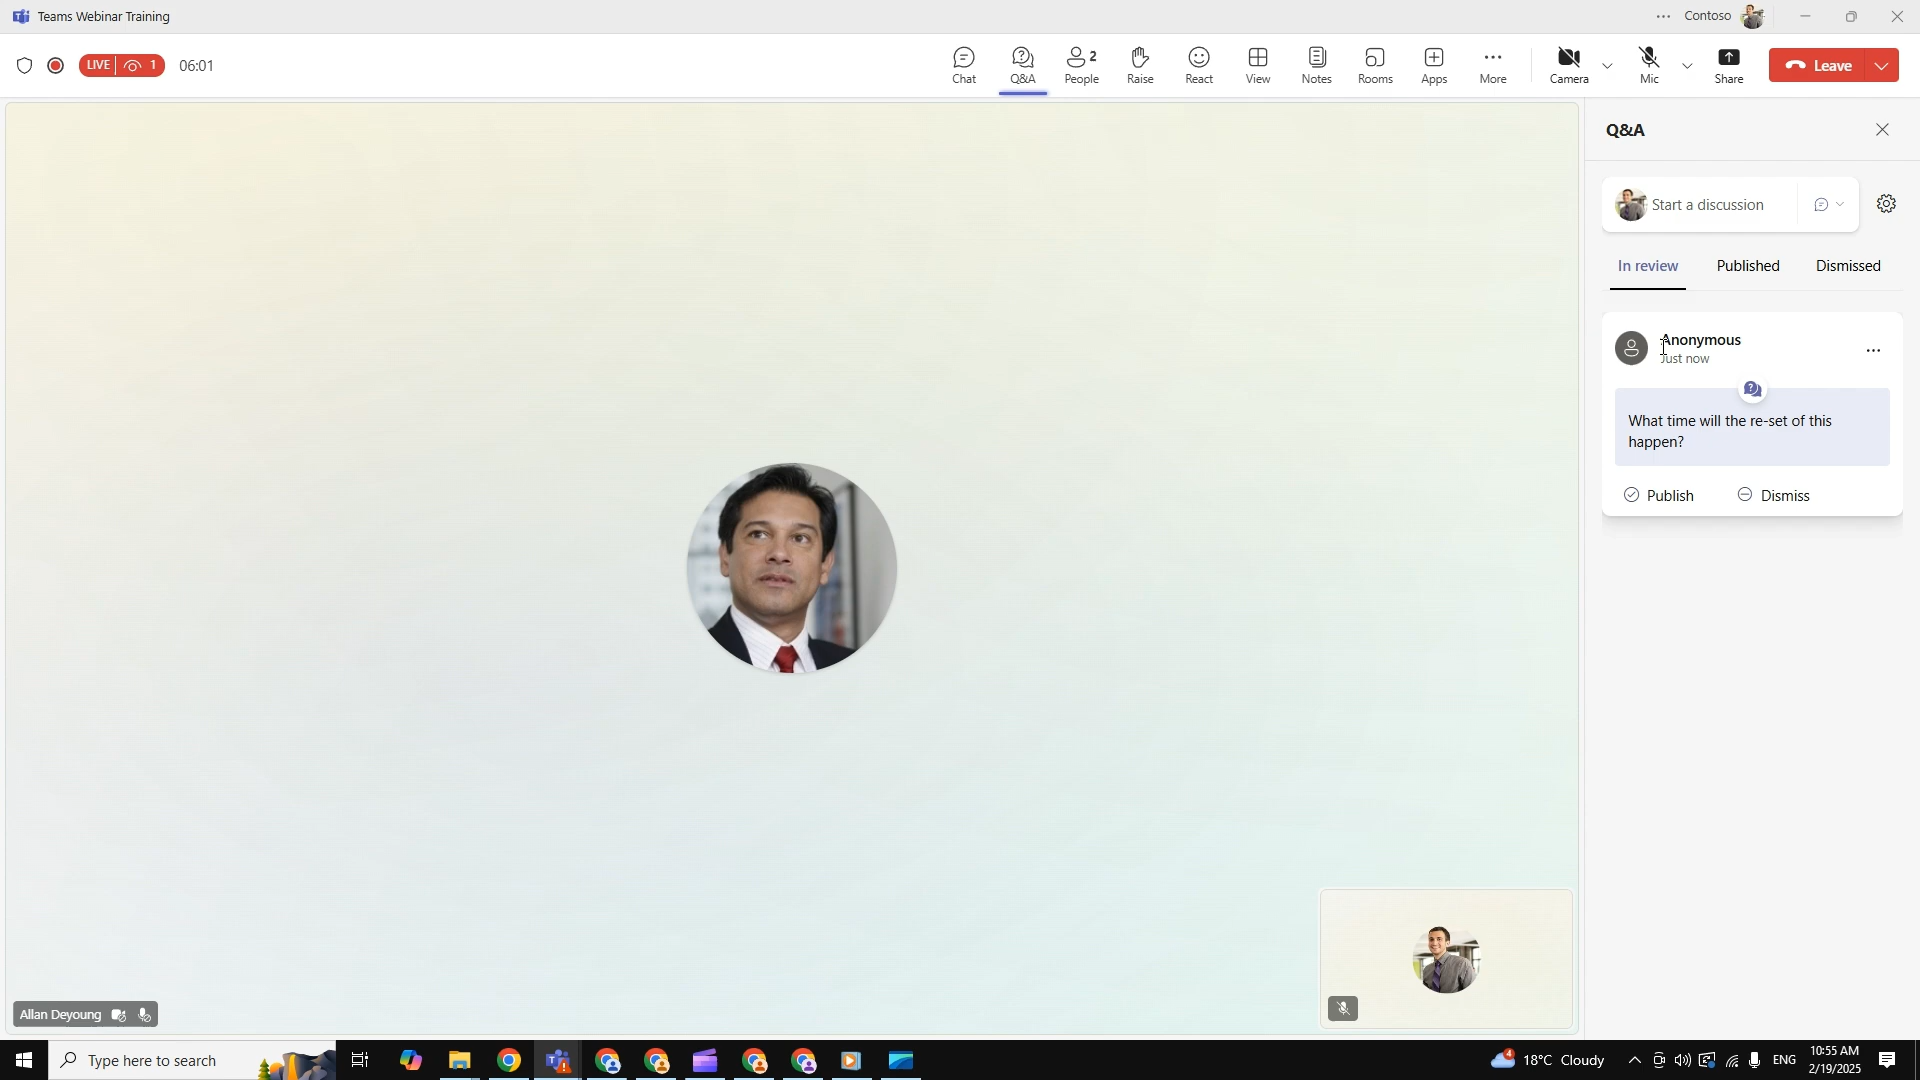 Teams Webinar Training
Contoso
LIVE 1 06:01
Chat
Q&A
People 2
Raise
React
View
Notes
Rooms
Apps
More
Camera
Mic
Share
Leave
Q&A
Start a discussion
In review Published Dismissed
Anonymous
Just now
What time will the re-set of this
happen?
Publish Dismiss
Allan Deyoung
Type here to search
4
18°C Cloudy
ENG
10:55 AM
2/19/2025